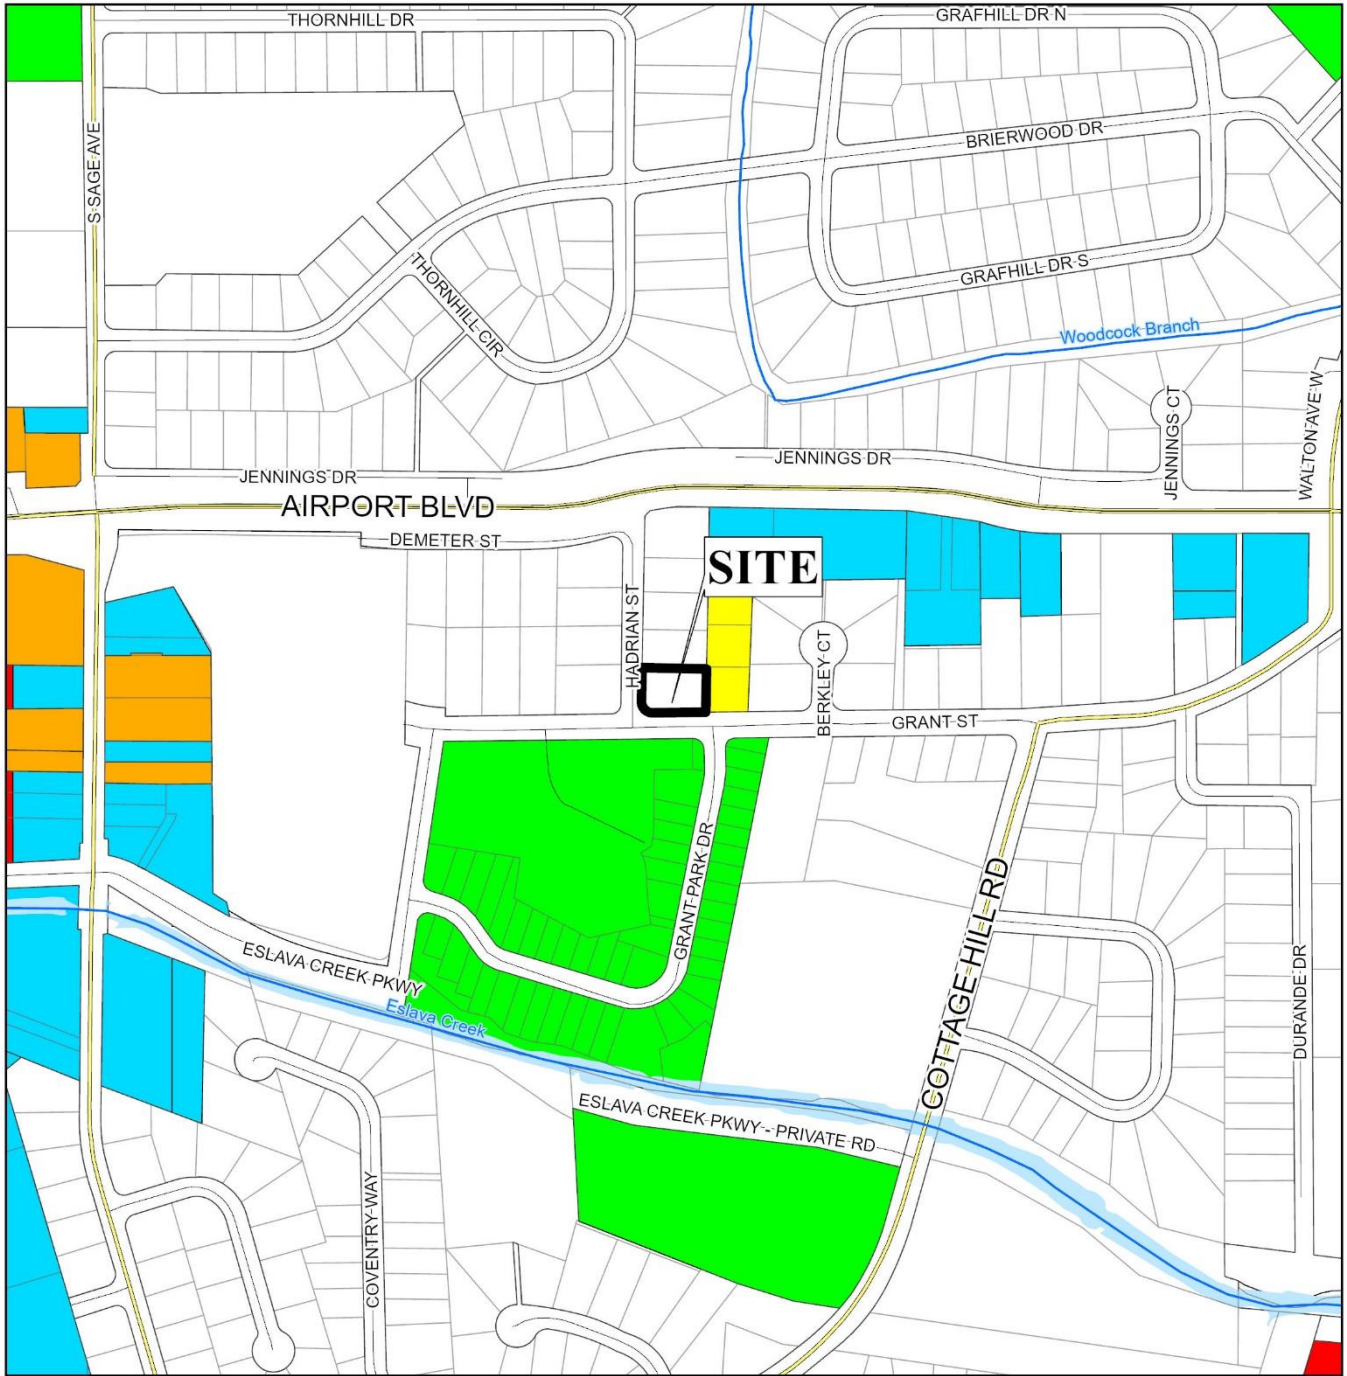 THORNHILL DR
GRAFHILL DR N
S SAGE AVE
BRIERWOOD DR
THORNHILL CIR
GRAFHILL DR S
Woodcock Branch
JENNINGS CT
WALTON AVE W
JENNINGS DR
JENNINGS DR
AIRPORT BLVD
DEMETER ST
SITE
HADRIAN ST
BERKLEY CT
GRANT ST
GRANT PARK DR
COTTAGE HILL RD
DURANDE DR
ESLAVA CREEK PKWY
Eslava Creek
ESLAVA CREEK PKWY - PRIVATE RD
COVENTRY WAY